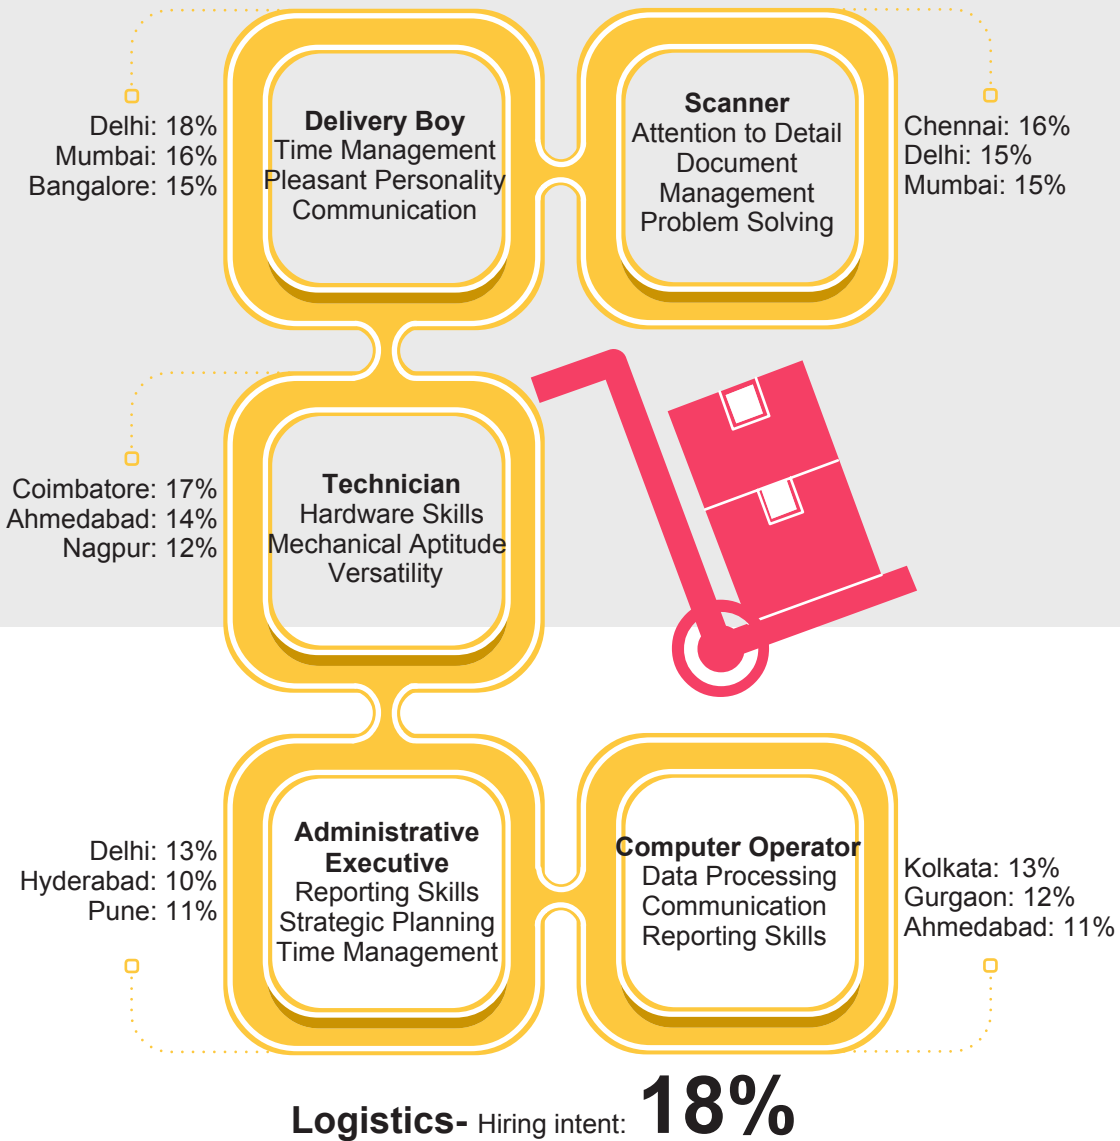 Delhi: 18%
Mumbai: 16%
Bangalore: 15%
Delivery Boy
Time Management
Pleasant Personality
Communication
Scanner
Attention to Detail
Document
Management
Problem Solving
Chennai: 16%
Delhi: 15%
Mumbai: 15%
Coimbatore: 17%
Ahmedabad: 14%
Nagpur: 12%
Technician
Hardware Skills
Mechanical Aptitude
Versatility
Delhi: 13%
Hyderabad: 10%
Pune: 11%
Administrative
Executive
Reporting Skills
Strategic Planning
Time Management
Computer Operator
Data Processing
Communication
Reporting Skills
Kolkata: 13%
Gurgaon: 12%
Ahmedabad: 11%
Logistics- Hiring intent: 18%